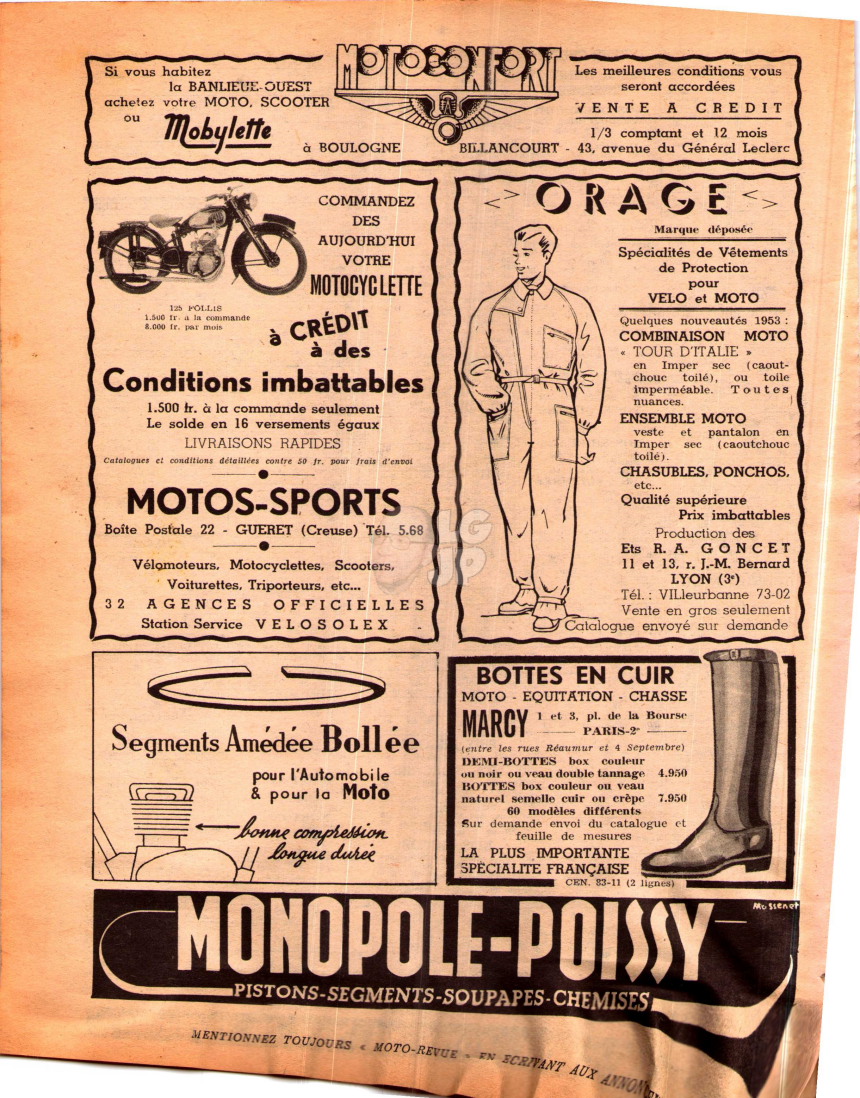 MOTOCONFORT
Si vous habitez
la BANLIEUE-OUEST
achetez votre MOTO, SCOOTER
ou
Mobylette
à BOULOGNE BILLANCOURT - 43, avenue du Général Leclerc
Les meilleures conditions vous
seront accordées
VENTE A CREDIT
1/3 comptant et 12 mois
COMMANDEZ
DES
AUJOURD'HUI
VOTRE
MOTOCYCLETTE
125 FOLLIS
1.500 fr. à la commande
8.000 fr. par mois
à CRÉDIT
à des
Conditions imbattables
1.500 fr. à la commande seulement
Le solde en 16 versements égaux
LIVRAISONS RAPIDES
Catalogues et conditions détaillées contre 50 fr. pour frais d'envoi
MOTOS-SPORTS
Boîte Postale 22 - GUERET (Creuse) Tél. 5.68
Vélomoteurs, Motocyclettes, Scooters,
Voiturettes, Triporteurs, etc...
32 AGENCES OFFICIELLES
Station Service VELOSOLEX -
<> ORAGE <>
Marque déposée
Spécialités de Vêtements
de Protection
pour
VELO et MOTO
Quelques nouveautés 1953 :
COMBINAISON MOTO
« TOUR D'ITALIE »
en Imper sec (caout-
chouc toilé), ou toile
imperméable. Toutes
nuances.
ENSEMBLE MOTO
veste et pantalon en
Imper sec (caoutchouc
toilé).
CHASUBLES, PONCHOS,
etc...
Qualité supérieure
Prix imbattables
Production des
Ets R. A. GONCET
11 et 13, r. J.-M. Bernard
LYON (3e)
Tél. : VILleurbanne 73-02
Vente en gros seulement
Catalogue envoyé sur demande
LG
JP
Segments Amédée Bollée
pour l'Automobile
& pour la Moto
bonne compression
longue durée
BOTTES EN CUIR
MOTO - EQUITATION - CHASSE
MARCY 1 et 3, pl. de la Bourse
PARIS-2e
(entre les rues Réaumur et 4 Septembre)
DEMI-BOTTES box couleur
ou noir ou veau double tannage 4.950
BOTTES box couleur ou veau
naturel semelle cuir ou crêpe 7.950
60 modèles différents
Sur demande envoi du catalogue et
feuille de mesures
LA PLUS IMPORTANTE
SPÉCIALITE FRANÇAISE
CEN. 83-11 (2 lignes)
Massenet
MONOPOLE-POISSY
PISTONS-SEGMENTS-SOUPAPES-CHEMISES
MENTIONNEZ TOUJOURS « MOTO-REVUE » EN ECRIVANT AUX